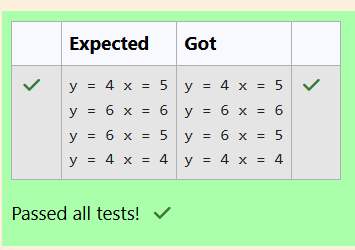 Expected Got
y = 4 x = 5 y = 4 x = 5
y = 6 x = 6 y = 6 x = 6
y = 6 x = 5 y = 6 x = 5
y = 4 x = 4 y = 4 x = 4
Passed all tests!